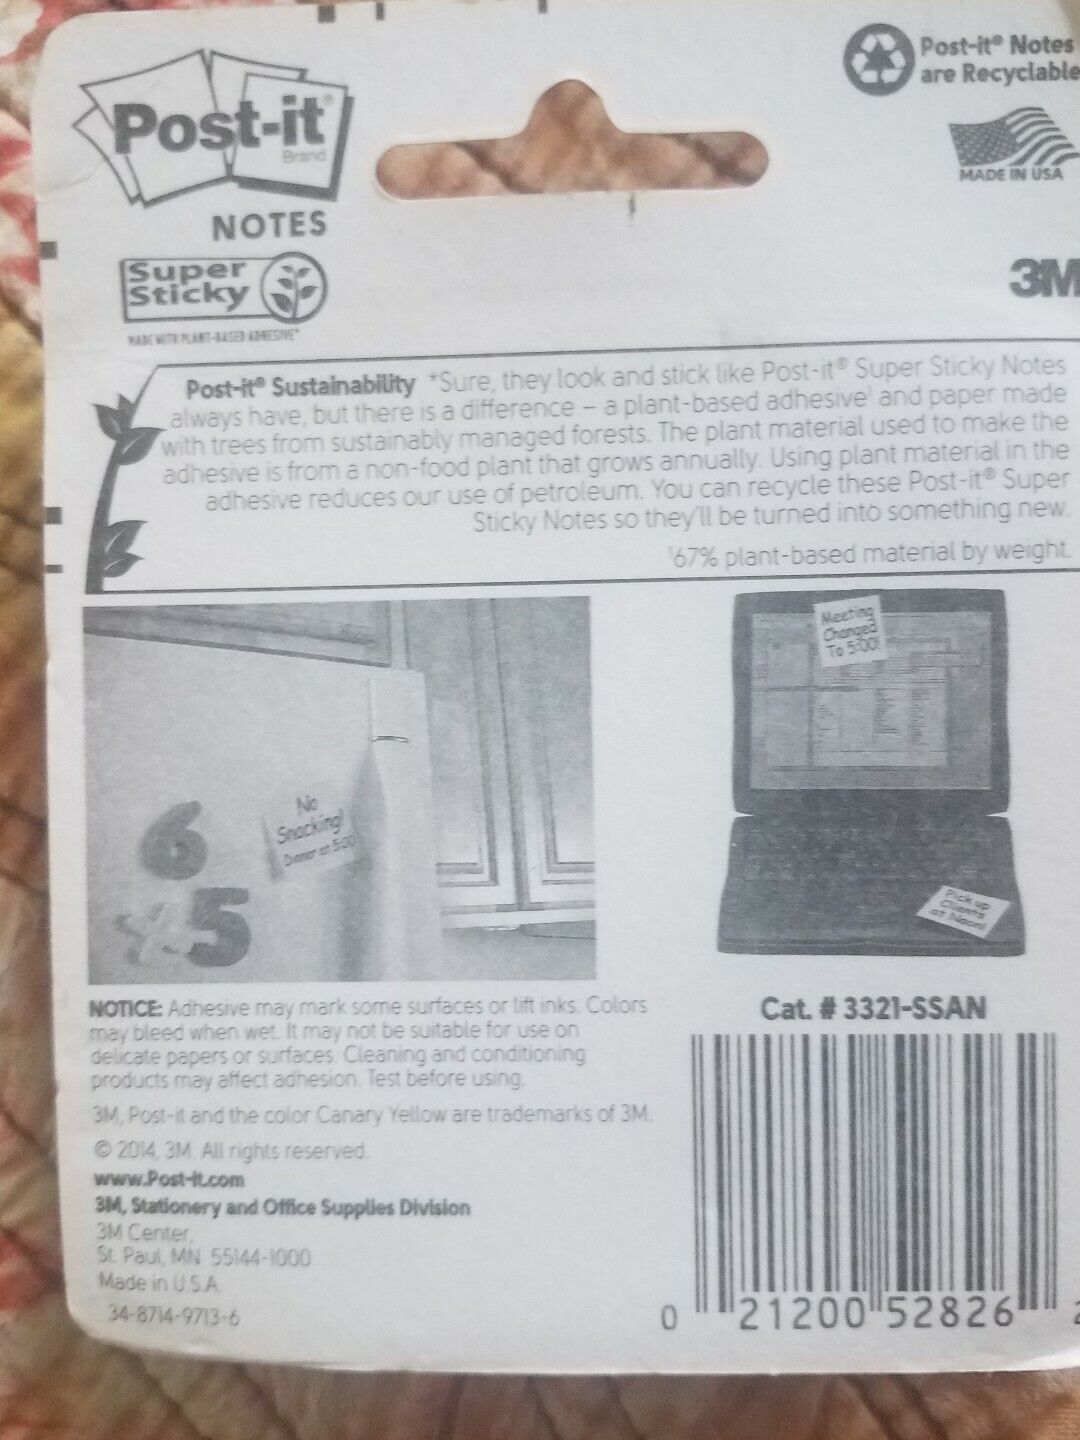 Post-it®
Brand
NOTES
Super
Sticky
MADE WITH PLANT-BASED ADHESIVE*
Post-it® Notes
are Recyclable
MADE IN USA
3M
Post-it® Sustainability *Sure, they look and stick like Post-it® Super Sticky Notes
always have, but there is a difference – a plant-based adhesive¹ and paper made
with trees from sustainably managed forests. The plant material used to make the
adhesive is from a non-food plant that grows annually. Using plant material in the
adhesive reduces our use of petroleum. You can recycle these Post-it® Super
Sticky Notes so they'll be turned into something new.
¹67% plant-based material by weight.
6
5
No
Snacking!
Dinner at 5:00
Meeting
Changed
To 5:00!
Pick up
Clients
at Noon!
NOTICE: Adhesive may mark some surfaces or lift inks. Colors
may bleed when wet. It may not be suitable for use on
delicate papers or surfaces. Cleaning and conditioning
products may affect adhesion. Test before using.
3M, Post-it and the color Canary Yellow are trademarks of 3M.
© 2014, 3M. All rights reserved.
www.Post-it.com
3M, Stationery and Office Supplies Division
3M Center,
St. Paul, MN 55144-1000
Made in U.S.A.
34-8714-9713-6
Cat. # 3321-SSAN
0 21200 52826